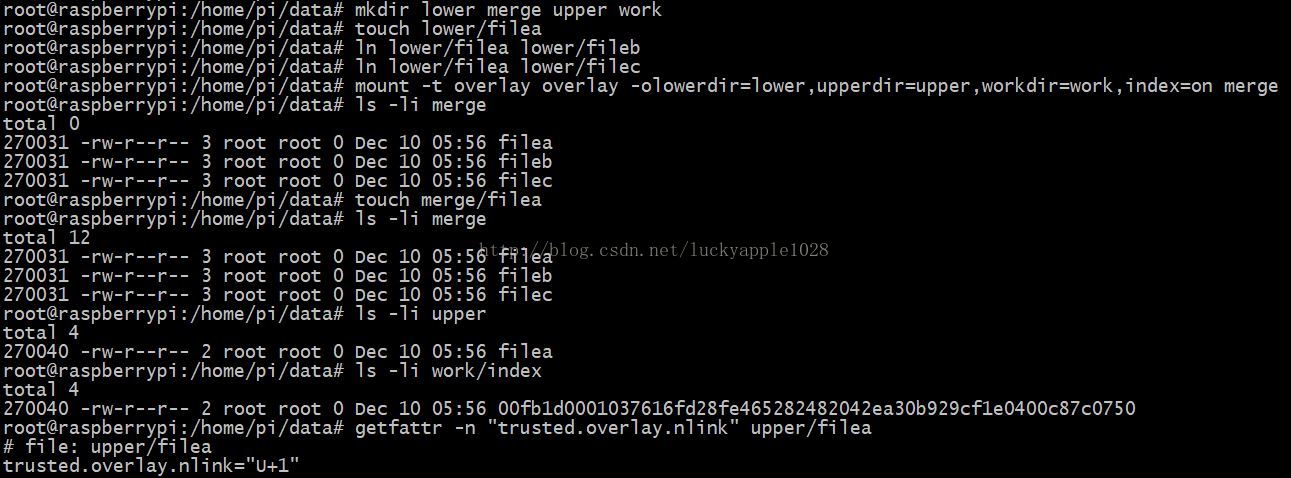 root@raspberrypi:/home/pi/data# mkdir lower merge upper work
root@raspberrypi:/home/pi/data# touch lower/filea
root@raspberrypi:/home/pi/data# ln lower/filea lower/fileb
root@raspberrypi:/home/pi/data# ln lower/filea lower/filec
root@raspberrypi:/home/pi/data# mount -t overlay overlay -olowerdir=lower,upperdir=upper,workdir=work,index=on merge
root@raspberrypi:/home/pi/data# ls -li merge
total 0
270031 -rw-r--r-- 3 root root 0 Dec 10 05:56 filea
270031 -rw-r--r-- 3 root root 0 Dec 10 05:56 fileb
270031 -rw-r--r-- 3 root root 0 Dec 10 05:56 filec
root@raspberrypi:/home/pi/data# touch merge/filea
root@raspberrypi:/home/pi/data# ls -li merge
total 12
http://blog.csdn.net/luckyapple1028
270031 -rw-r--r-- 3 root root 0 Dec 10 05:56 filea
270031 -rw-r--r-- 3 root root 0 Dec 10 05:56 fileb
270031 -rw-r--r-- 3 root root 0 Dec 10 05:56 filec
root@raspberrypi:/home/pi/data# ls -li upper
total 4
270040 -rw-r--r-- 2 root root 0 Dec 10 05:56 filea
root@raspberrypi:/home/pi/data# ls -li work/index
total 4
270040 -rw-r--r-- 2 root root 0 Dec 10 05:56 00fb1d0001037616fd28fe465282482042ea30b929cf1e0400c87c0750
root@raspberrypi:/home/pi/data# getfattr -n "trusted.overlay.nlink" upper/filea
# file: upper/filea
trusted.overlay.nlink="U+1"